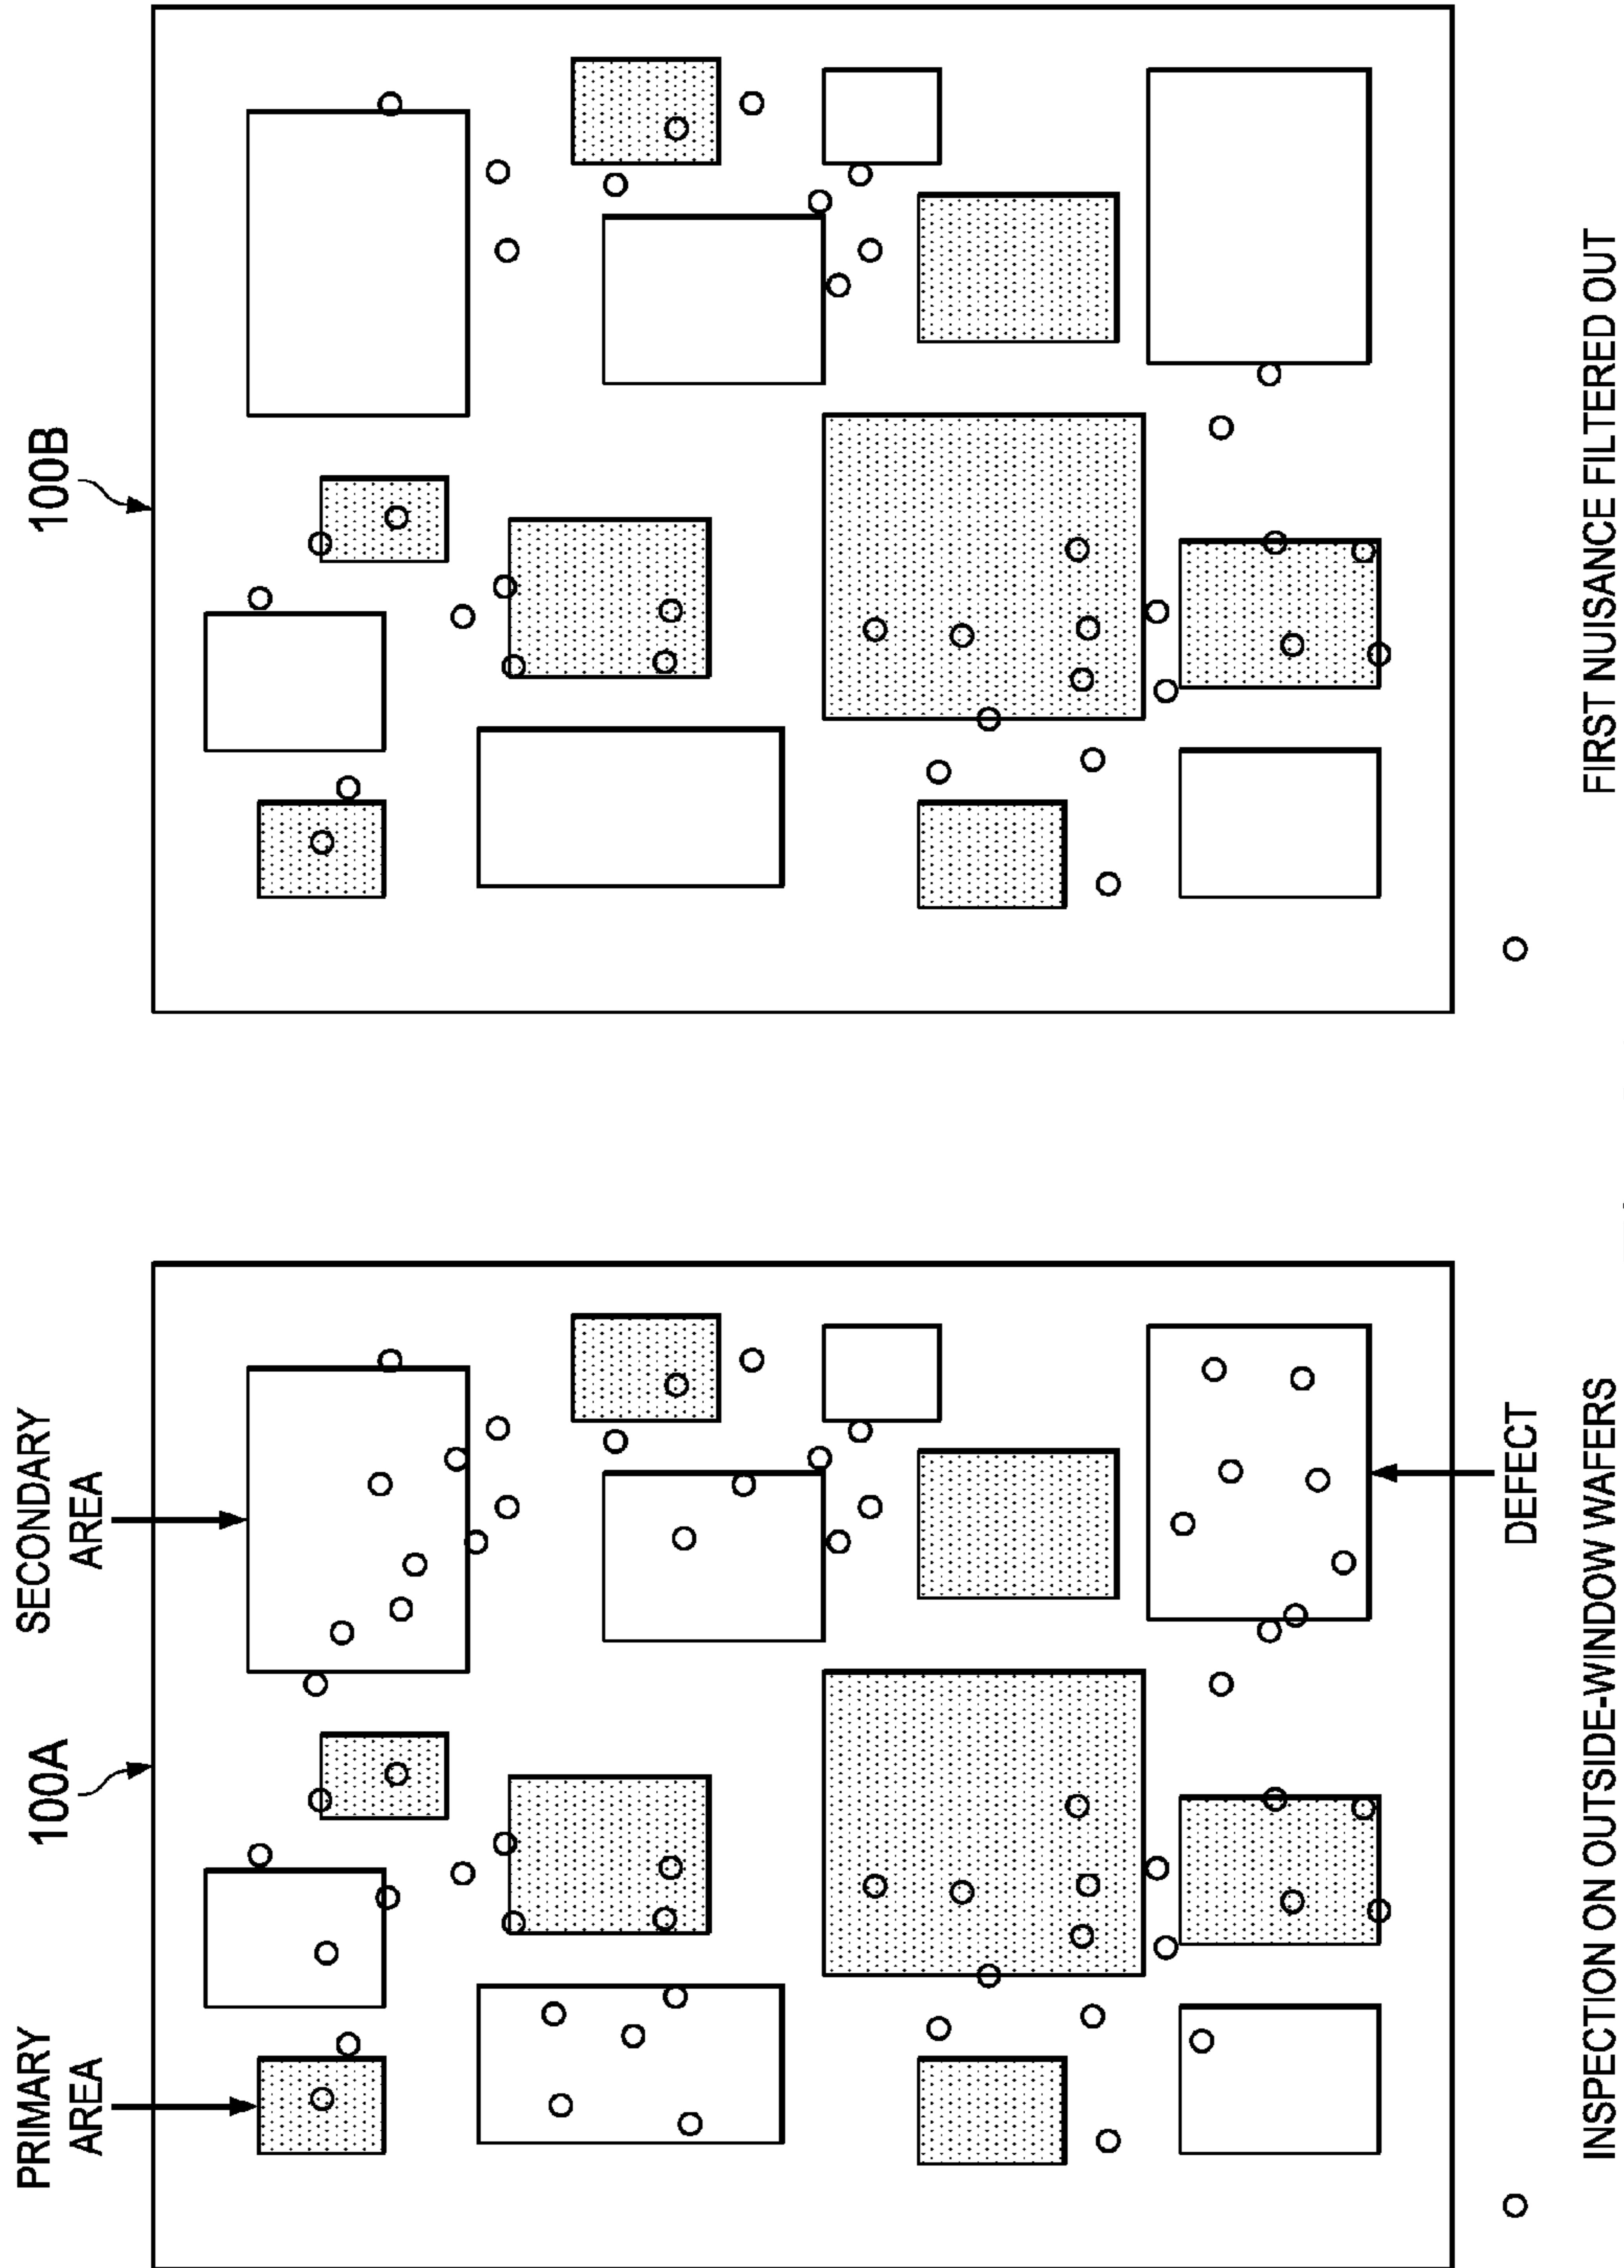 PRIMARY
AREA
100A
SECONDARY
AREA
100B
DEFECT
INSPECTION ON OUTSIDE-WINDOW WAFERS
FIRST NUISANCE FILTERED OUT